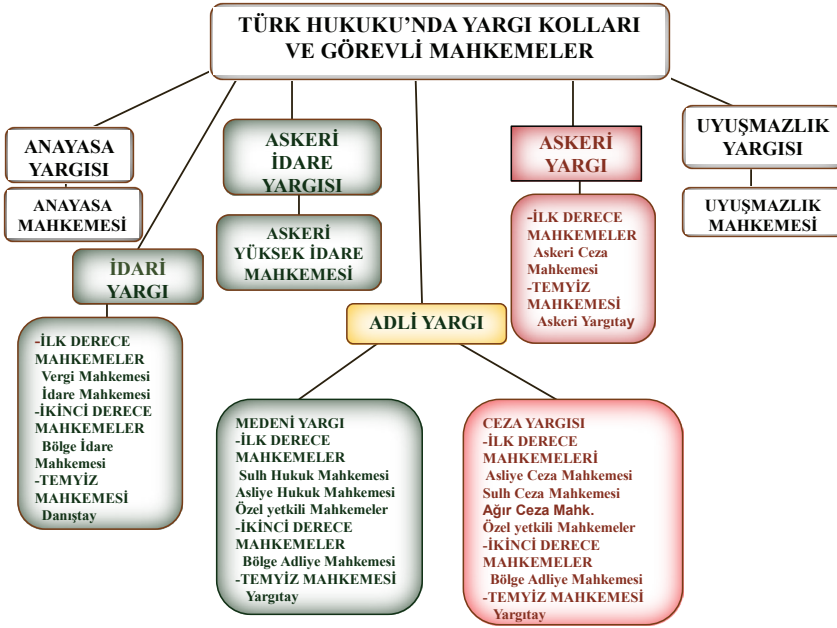 TÜRK HUKUKU’NDA YARGI KOLLARI
VE GÖREVLİ MAHKEMELER
ANAYASA
YARGISI
ANAYASA
MAHKEMESİ
İDARİ
YARGI
-İLK DERECE
MAHKEMELER
Vergi Mahkemesi
İdare Mahkemesi
-İKİNCİ DERECE
MAHKEMELER
Bölge İdare
Mahkemesi
-TEMYİZ
MAHKEMESİ
Danıştay
ASKERİ
İDARE
YARGISI
ASKERİ
YÜKSEK İDARE
MAHKEMESİ
ADLİ YARGI
MEDENİ YARGI
-İLK DERECE
MAHKEMELER
Sulh Hukuk Mahkemesi
Asliye Hukuk Mahkemesi
Özel yetkili Mahkemeler
-İKİNCİ DERECE
MAHKEMELER
Bölge Adliye Mahkemesi
-TEMYİZ MAHKEMESİ
Yargıtay
CEZA YARGISI
-İLK DERECE
MAHKEMELERİ
Asliye Ceza Mahkemesi
Sulh Ceza Mahkemesi
Ağır Ceza Mahk.
Özel yetkili Mahkemeler
-İKİNCİ DERECE
MAHKEMELER
Bölge Adliye Mahkemesi
-TEMYİZ MAHKEMESİ
Yargıtay
ASKERİ
YARGI
-İLK DERECE
MAHKEMELER
Askeri Ceza
Mahkemesi
-TEMYİZ
MAHKEMESİ
Askeri Yargıtay
UYUŞMAZLIK
YARGISI
UYUŞMAZLIK
MAHKEMESİ